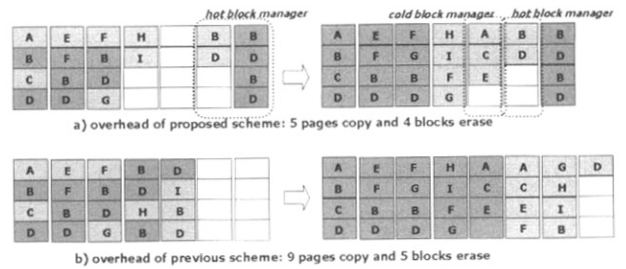 hot block manager
A E F H B B
B F B I D D
C B D B
D D G D
cold block manager hot block manager
A E F H A B B
B F G I C D D
C B B F E B
D D D G D
a) overhead of proposed scheme: 5 pages copy and 4 blocks erase
A E F B D
B F B D I
C B D H B
D D G B D
A E F H A A G D
B F G I C C H
C B B F E E I
D D D G F B
b) overhead of previous scheme: 9 pages copy and 5 blocks erase